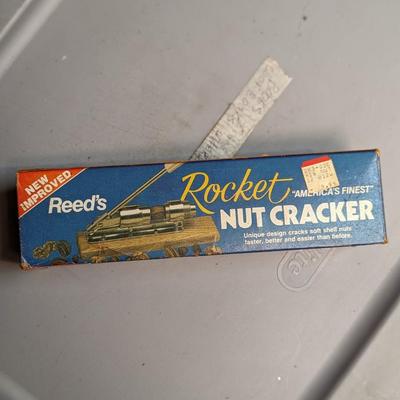 NEW
IMPROVED
Reed's
Rocket "AMERICA'S FINEST"
NUT CRACKER
Unique design cracks soft shell nuts
faster, better and easier than before.